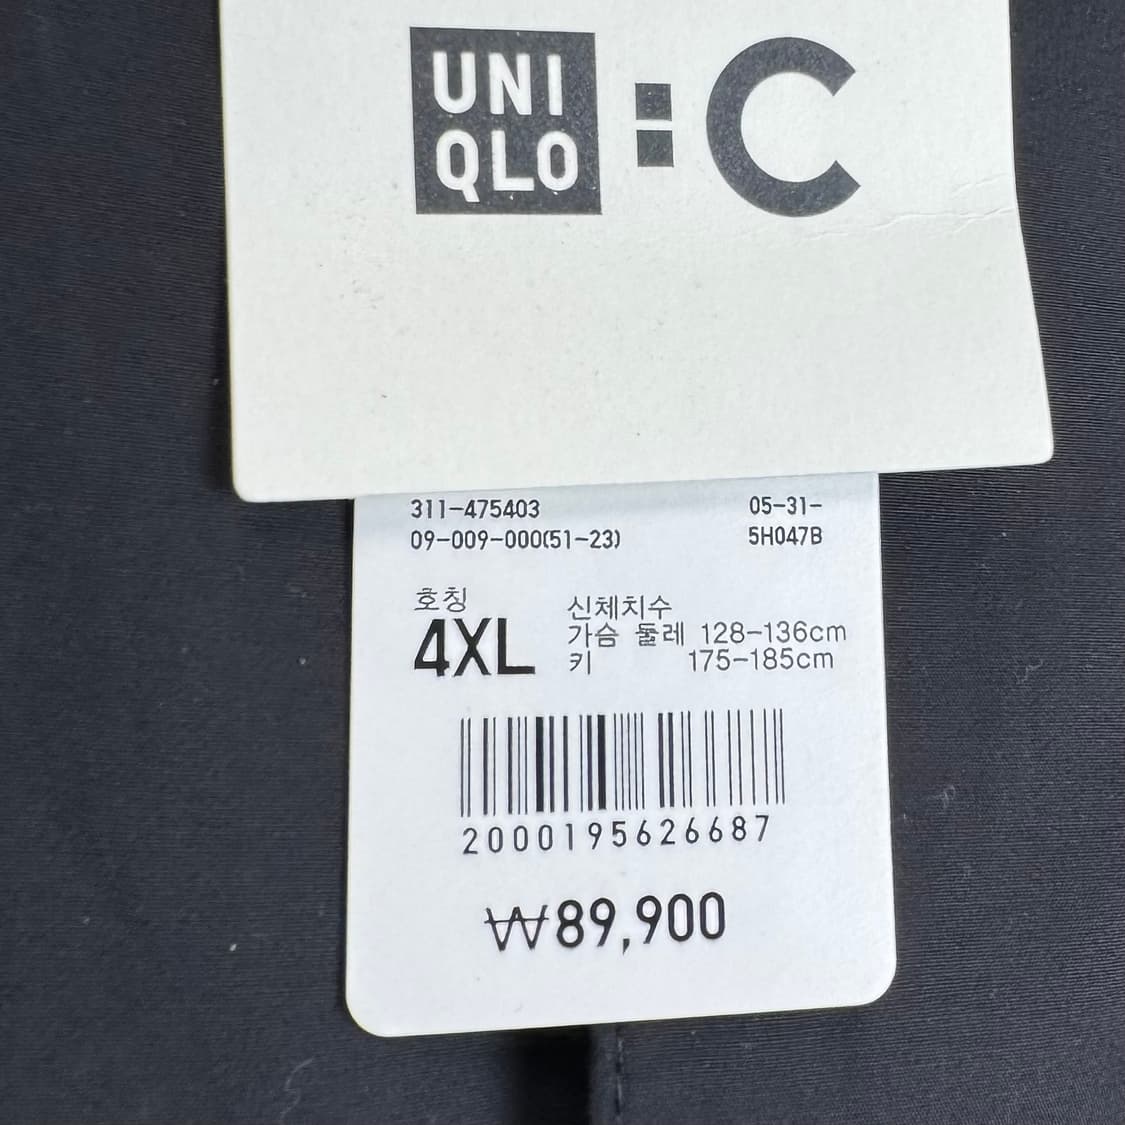 UNI
QLO
:C
311-475403
05-31-
09-009-000(51-23)
5H047B
호칭
4XL
신체치수
가슴 둘레 128-136cm
키 175-185cm
2000195626687
₩89,900